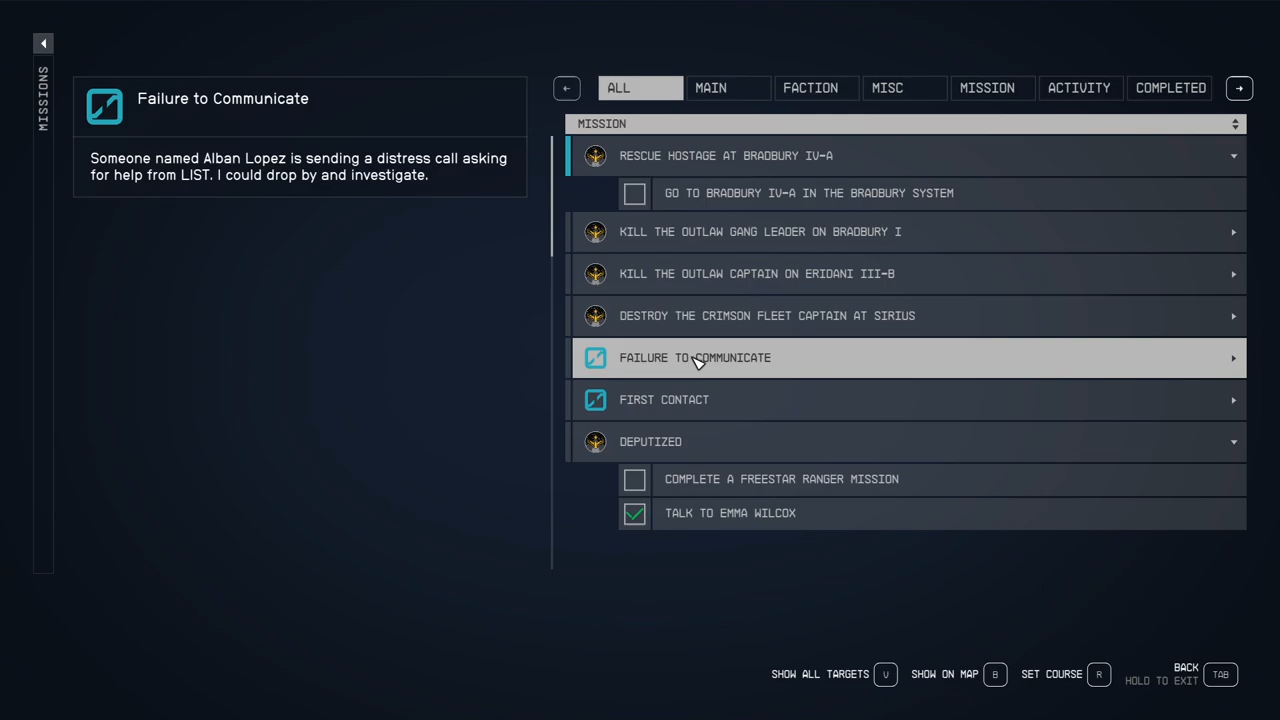 MISSIONS
Failure to Communicate
Someone named Alban Lopez is sending a distress call asking
for help from LIST. I could drop by and investigate.
ALL
MAIN
FACTION
MISC
MISSION
ACTIVITY
COMPLETED
MISSION
RESCUE HOSTAGE AT BRADBURY IV-A
GO TO BRADBURY IV-A IN THE BRADBURY SYSTEM
KILL THE OUTLAW GANG LEADER ON BRADBURY I
KILL THE OUTLAW CAPTAIN ON ERIDANI III-B
DESTROY THE CRIMSON FLEET CAPTAIN AT SIRIUS
FAILURE TO COMMUNICATE
FIRST CONTACT
DEPUTIZED
COMPLETE A FREESTAR RANGER MISSION
TALK TO EMMA WILCOX
SHOW ALL TARGETS V
SHOW ON MAP B
SET COURSE R
BACK
HOLD TO EXIT
TAB